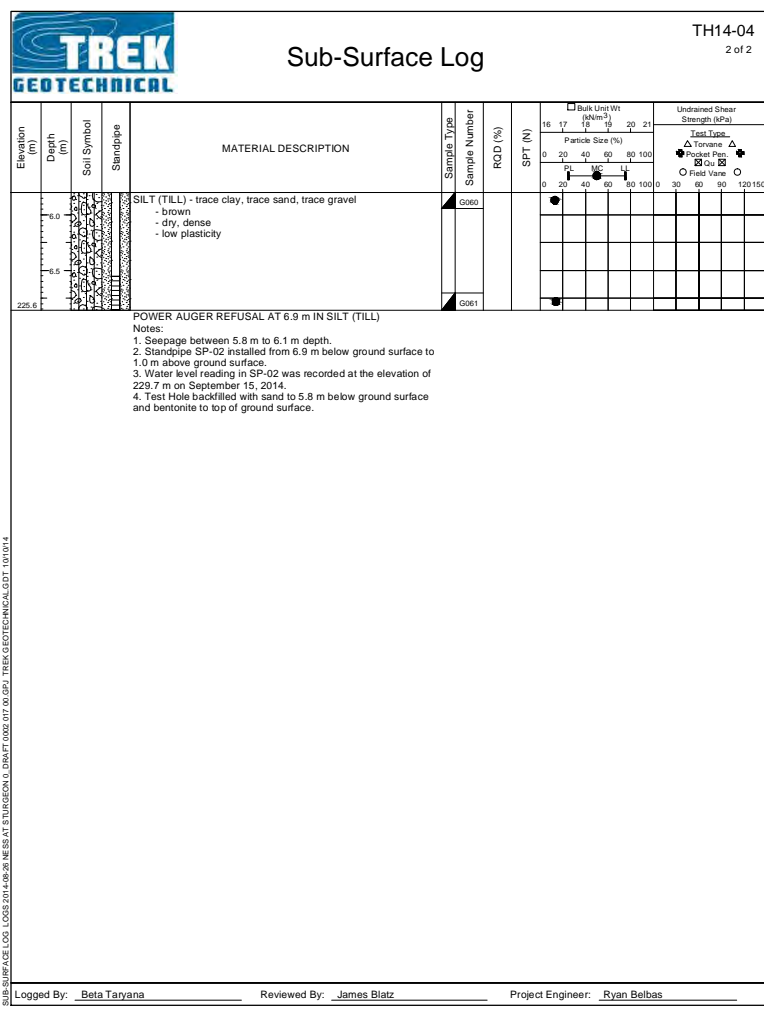 TREK
GEOTECHNICAL
Sub-Surface Log
TH14-04
2 of 2
Elevation (m)
Depth (m)
Soil Symbol
Standpipe
MATERIAL DESCRIPTION
Sample Type
Sample Number
RQD (%)
SPT (N)
Bulk Unit Wt
(kN/m³)
16 17 18 19 20 21
Particle Size (%)
0 20 40 60 80 100
PL MC LL
0 20 40 60 80 100
Undrained Shear
Strength (kPa)
Test Type
Torvane
Pocket Pen.
Qu
Field Vane
0 30 60 90 120 150
SILT (TILL) - trace clay, trace sand, trace gravel
- brown
- dry, dense
- low plasticity
6.0
6.5
225.6
G060
G061
POWER AUGER REFUSAL AT 6.9 m IN SILT (TILL)
Notes:
1. Seepage between 5.8 m to 6.1 m depth.
2. Standpipe SP-02 installed from 6.9 m below ground surface to
1.0 m above ground surface.
3. Water level reading in SP-02 was recorded at the elevation of
229.7 m on September 15, 2014.
4. Test Hole backfilled with sand to 5.8 m below ground surface
and bentonite to top of ground surface.
SUB-SURFACE LOG LOGS 2014-08-26 NESS AT STURGEON 0_DRAFT 0002 017 00.GPJ TREK GEOTECHNICAL.GDT 10/10/14
Logged By: Beta Taryana
Reviewed By: James Blatz
Project Engineer: Ryan Belbas